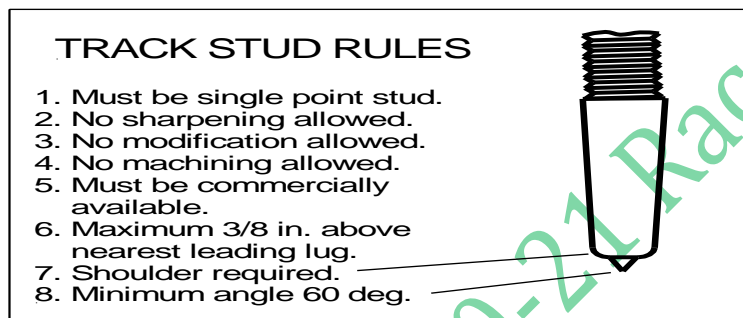 TRACK STUD RULES
1. Must be single point stud.
2. No sharpening allowed.
3. No modification allowed.
4. No machining allowed.
5. Must be commercially
available.
6. Maximum 3/8 in. above
nearest leading lug.
7. Shoulder required.
8. Minimum angle 60 deg.